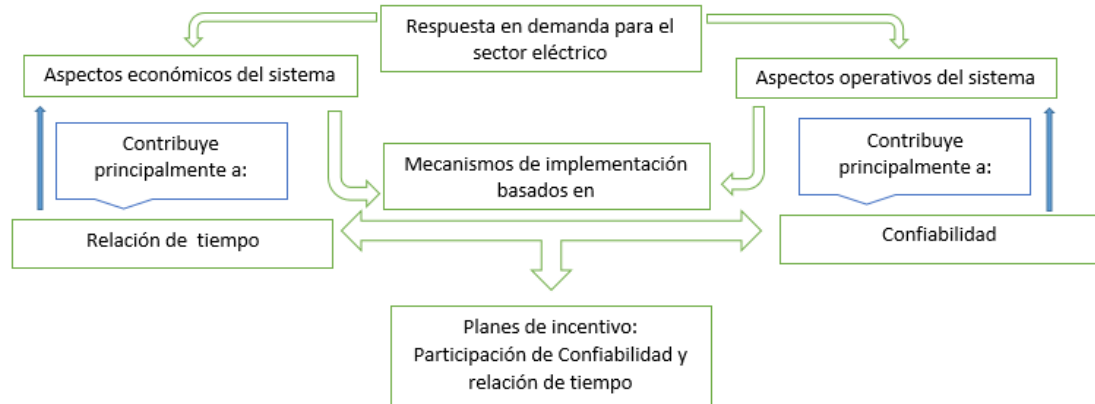 Respuesta en demanda para el
sector eléctrico
Aspectos económicos del sistema
Aspectos operativos del sistema
Contribuye
principalmente a:
Mecanismos de implementación
basados en
Contribuye
principalmente a:
Relación de tiempo
Confiabilidad
Planes de incentivo:
Participación de Confiabilidad y
relación de tiempo